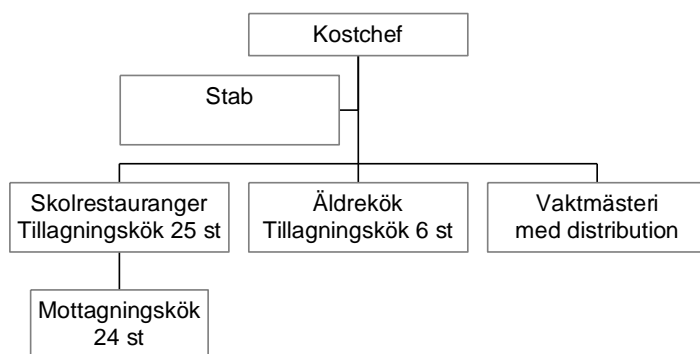 Kostchef
Stab
Skolrestauranger
Tillagningskök 25 st
Äldrekök
Tillagningskök 6 st
Vaktmästeri
med distribution
Mottagningskök
24 st